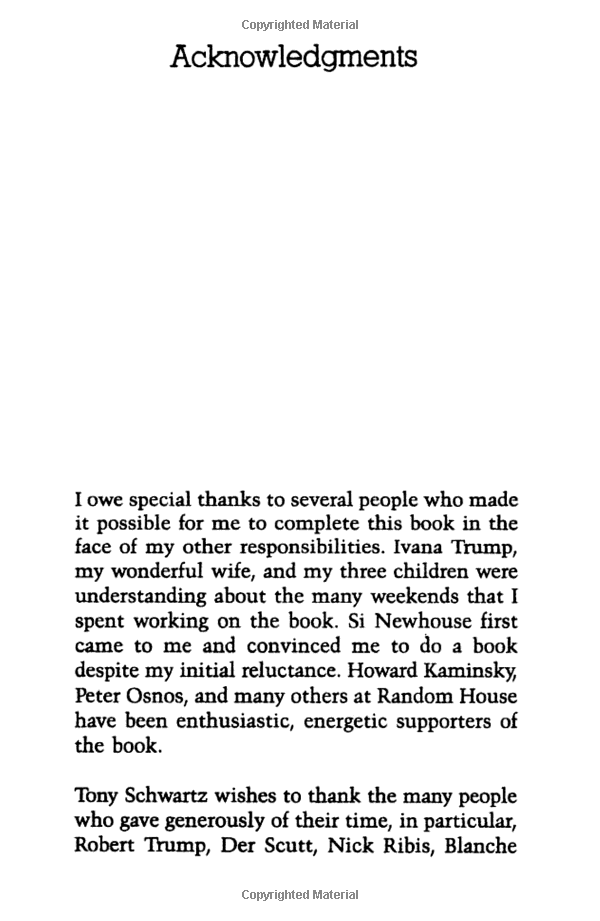 Copyrighted Material
Acknowledgments
I owe special thanks to several people who made
it possible for me to complete this book in the
face of my other responsibilities. Ivana Trump,
my wonderful wife, and my three children were
understanding about the many weekends that I
spent working on the book. Si Newhouse first
came to me and convinced me to do a book
despite my initial reluctance. Howard Kaminsky,
Peter Osnos, and many others at Random House
have been enthusiastic, energetic supporters of
the book.
Tony Schwartz wishes to thank the many people
who gave generously of their time, in particular,
Robert Trump, Der Scutt, Nick Ribis, Blanche
Copyrighted Material